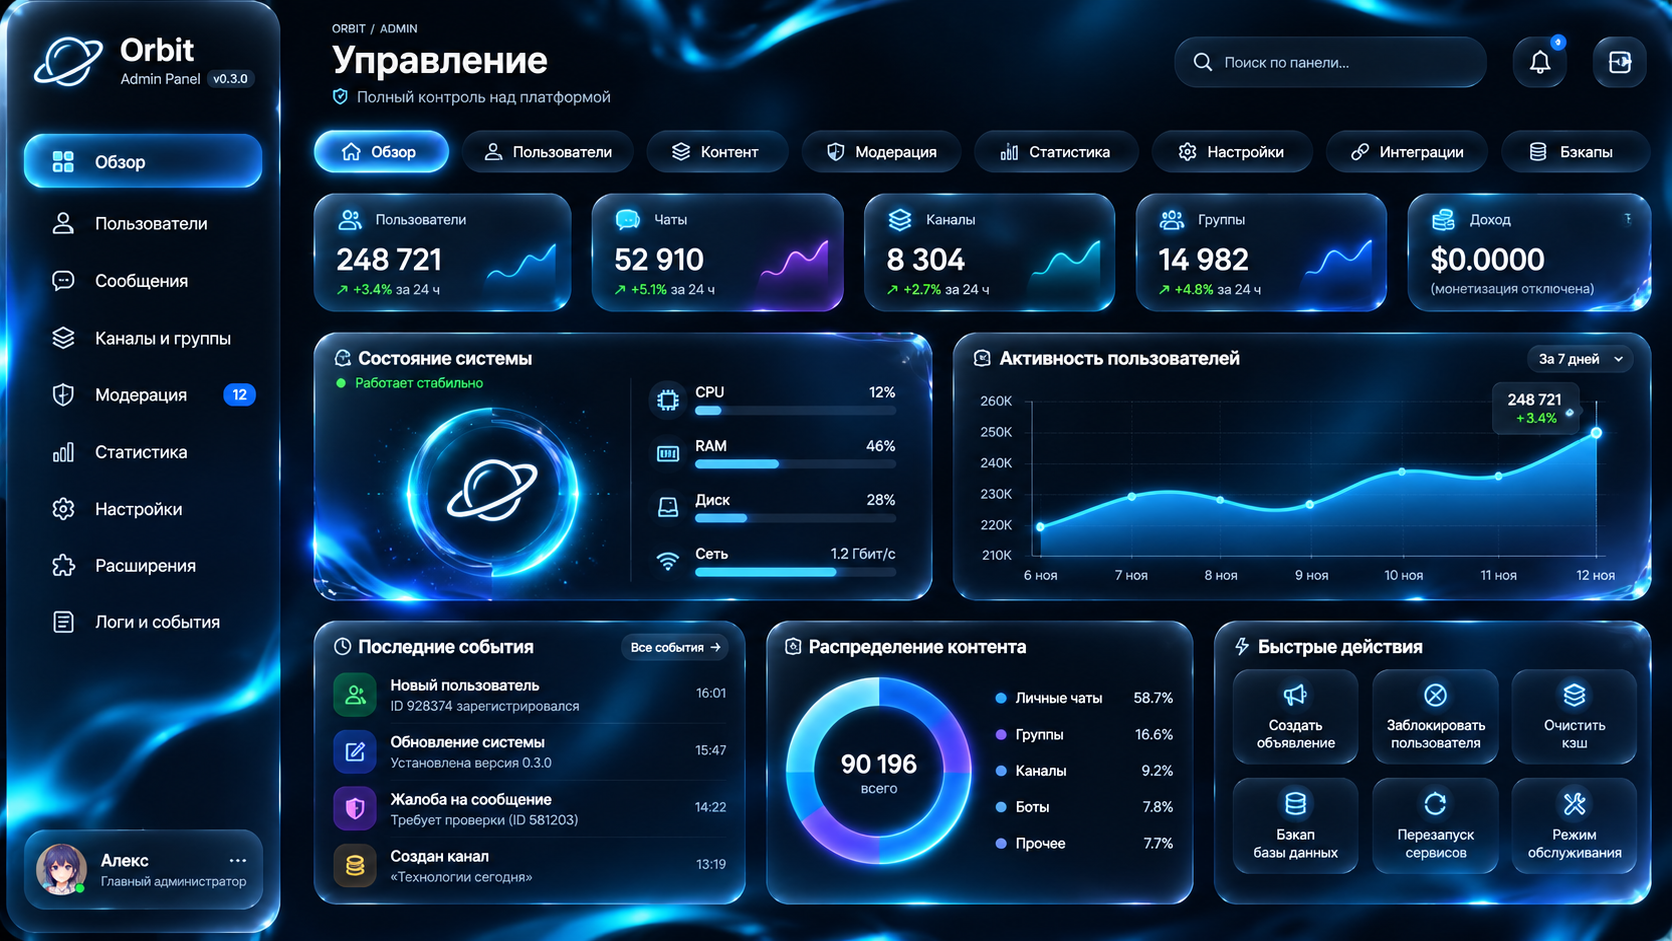 Orbit
Admin Panel v0.3.0
Обзор
Пользователи
Сообщения
Каналы и группы
Модерация 12
Статистика
Настройки
Расширения
Логи и события
Алекс
Главный администратор
ORBIT / ADMIN
Управление
Полный контроль над платформой
Поиск по панели...
Обзор
Пользователи
Контент
Модерация
Статистика
Настройки
Интеграции
Бзкапы
Пользователи
248 721
↗ +3.4% за 24 ч
Чаты
52 910
↗ +5.1% за 24 ч
Каналы
8 304
↗ +2.7% за 24 ч
Группы
14 982
↗ +4.8% за 24 ч
Доход
$0.0000
(монетизация отключена)
Состояние системы
Работает стабильно
CPU 12%
RAM 46%
Диск 28%
Сеть 1.2 Гбит/с
Активность пользователей
За 7 дней
248 721
+3.4%
260K
250K
240K
230K
220K
210K
6 ноя 7 ноя 8 ноя 9 ноя 10 ноя 11 ноя 12 ноя
Последние события
Все события →
Новый пользователь
ID 928374 зарегистрировался
16:01
Обновление системы
Установлена версия 0.3.0
15:47
Жалоба на сообщение
Требует проверки (ID 581203)
14:22
Создан канал
«Технологии сегодня»
13:19
Распределение контента
90 196
всего
Личные чаты 58.7%
Группы 16.6%
Каналы 9.2%
Боты 7.8%
Прочее 7.7%
Быстрые действия
Создать
объявление
Заблокировать
пользователя
Очистить
кэш
Бэкап
базы данных
Перезапуск
сервисов
Режим
обслуживания